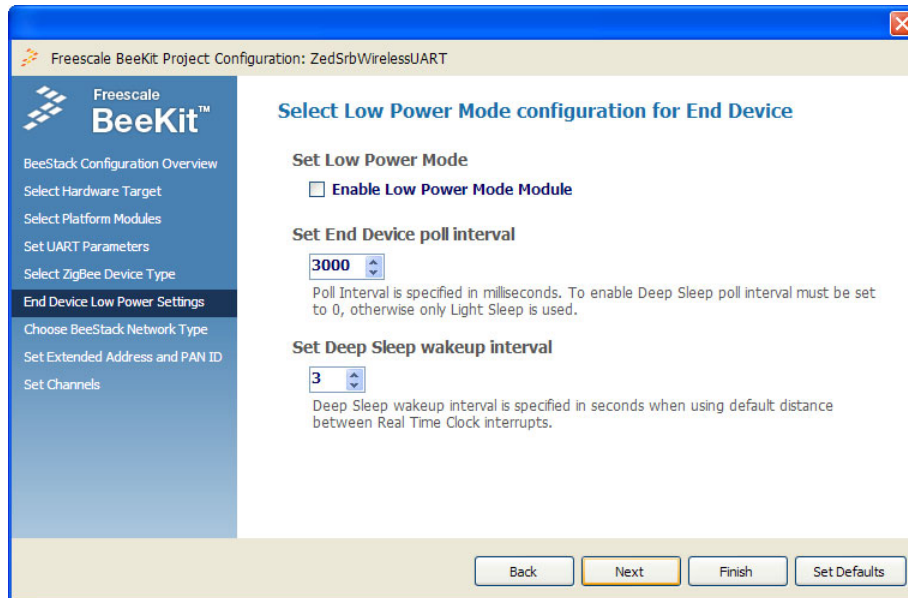 Freescale BeeKit Project Configuration: ZedSrbWirelessUART
Freescale
BeeKit™
BeeStack Configuration Overview
Select Hardware Target
Select Platform Modules
Set UART Parameters
Select ZigBee Device Type
End Device Low Power Settings
Choose BeeStack Network Type
Set Extended Address and PAN ID
Set Channels
Select Low Power Mode configuration for End Device
Set Low Power Mode
Enable Low Power Mode Module
Set End Device poll interval
3000
Poll Interval is specified in milliseconds. To enable Deep Sleep poll interval must be set
to 0, otherwise only Light Sleep is used.
Set Deep Sleep wakeup interval
3
Deep Sleep wakeup interval is specified in seconds when using default distance
between Real Time Clock interrupts.
Back
Next
Finish
Set Defaults